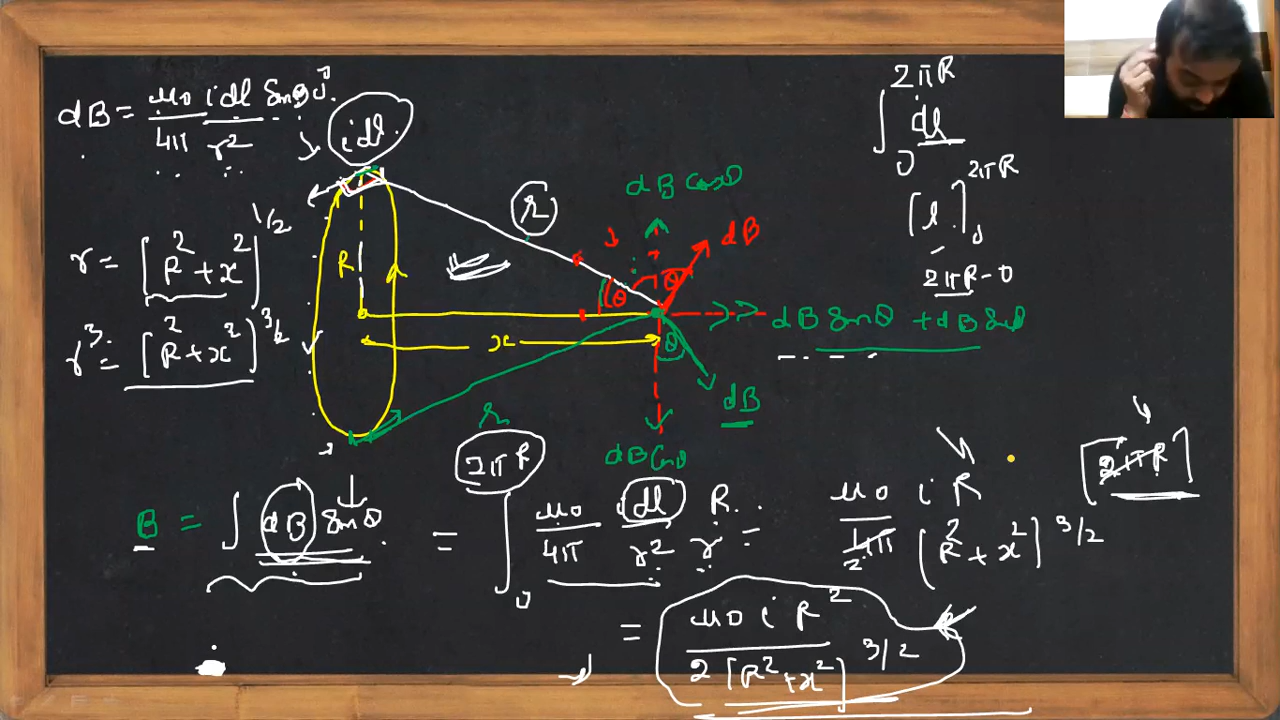 dB = μ0 i dl Sinθ
4π r²
i dl.
r = [R² + x²]^1/2
r³ = [R² + x²]^3/2
R
r
x
θ
θ
θ
dB Cosθ
dB
dB Sinθ + dB Sinθ
dB
dB Cosθ
r
∫ dl
0
2πR
[l]
0
2πR
2πR - 0
B = ∫ dB Sinθ = ∫ μ0 i dl R
0
2πR
4π r² r
= μ0 i R [2πR]
4π [R² + x²]^3/2
2
= μ0 i R²
2 [R² + x²]^3/2